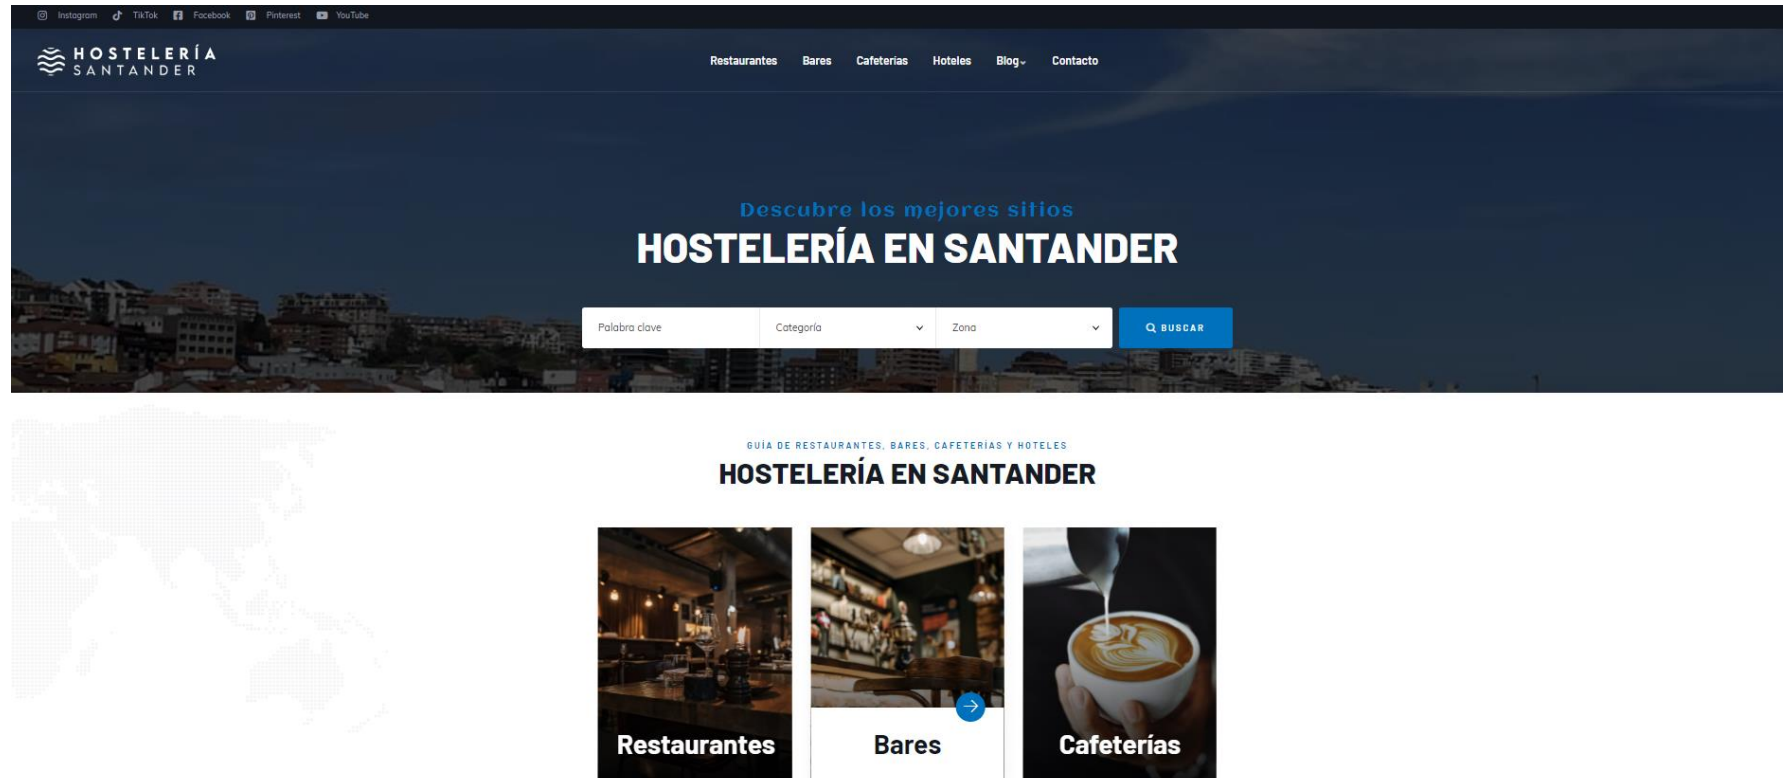 Instagram TikTok Facebook Pinterest YouTube
HOSTELERÍA
SANTANDER
Restaurantes Bares Cafeterías Hoteles Blog Contacto
Descubre los mejores sitios
HOSTELERÍA EN SANTANDER
Palabra clave Categoría Zona BUSCAR
GUÍA DE RESTAURANTES, BARES, CAFETERÍAS Y HOTELES
HOSTELERÍA EN SANTANDER
Restaurantes Bares Cafeterías